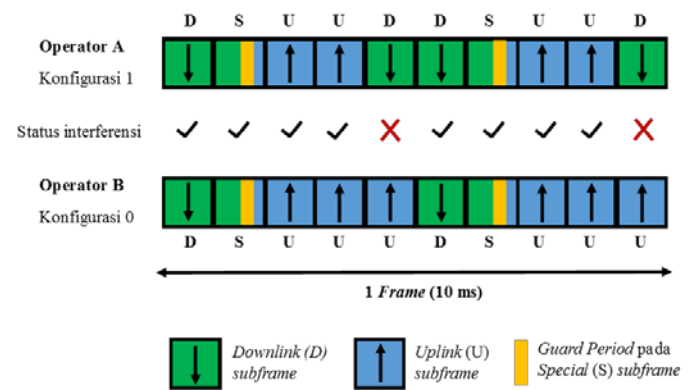 D S U U D D S U U D
Operator A
Konfigurasi 1
Status interferensi
Operator B
Konfigurasi 0
D S U U U D S U U U
1 Frame (10 ms)
Downlink (D)
subframe
Uplink (U)
subframe
Guard Period pada
Special (S) subframe